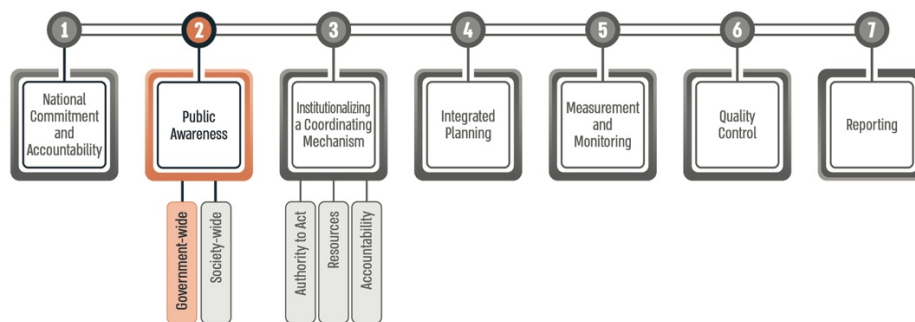 1
2
3
4
5
6
7
National
Commitment
and
Accountability
Public
Awareness
Institutionalizing
a Coordinating
Mechanism
Integrated
Planning
Measurement
and
Monitoring
Quality
Control
Reporting
Government-wide
Society-wide
Authority to Act
Resources
Accountability